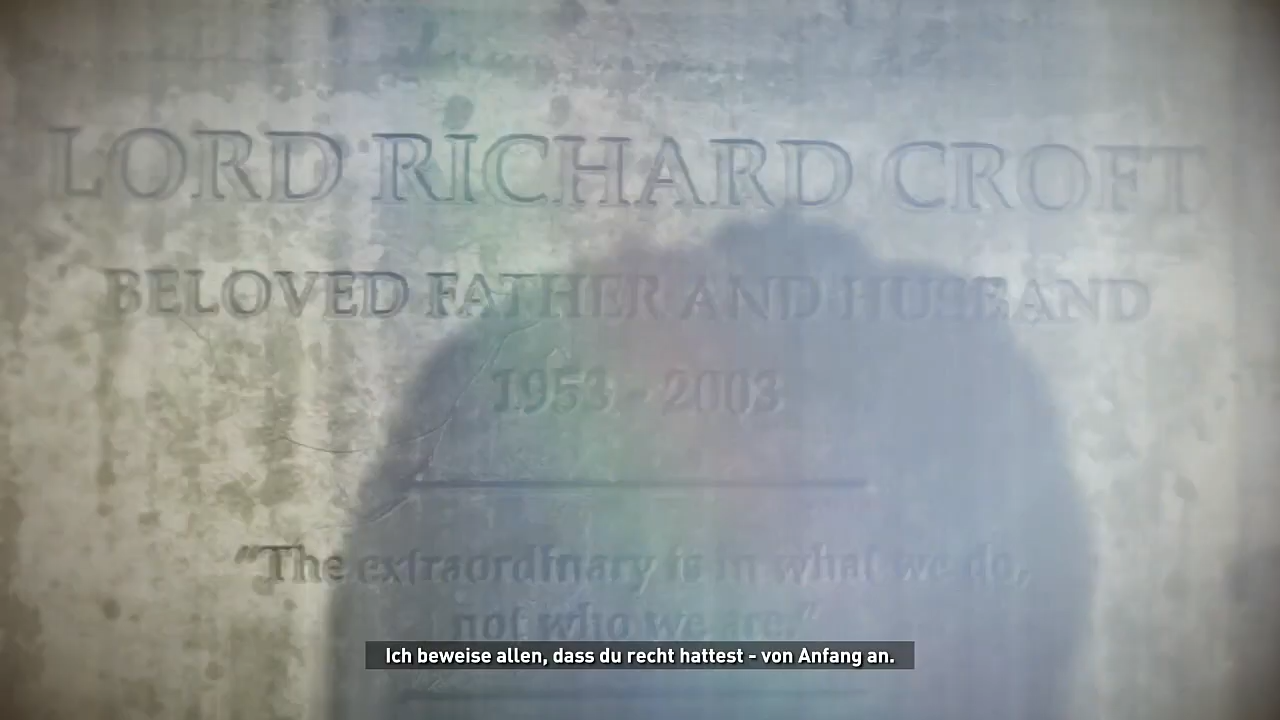 LORD RICHARD CROFT
BELOVED FATHER AND HUSBAND
1953 - 2003
"The extraordinary is in what we do,
not who we are."
Ich beweise allen, dass du recht hattest - von Anfang an.